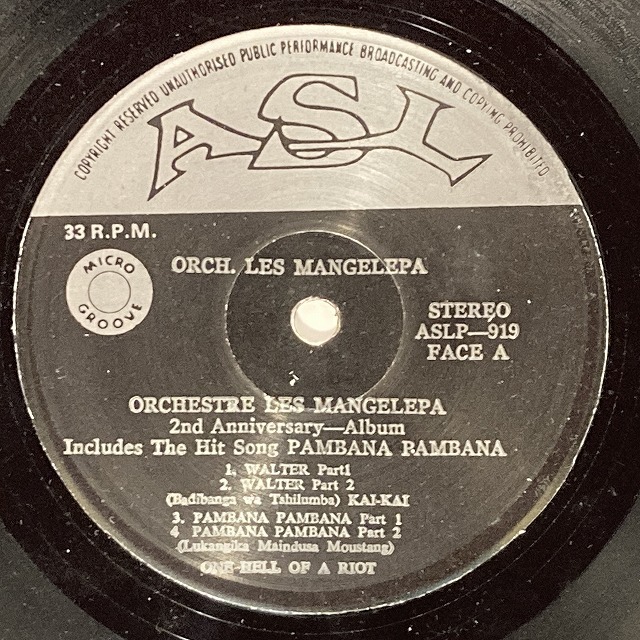 COPYRIGHT RESERVED UNAUTHORISED PUBLIC PERFORMANCE BROADCASTING AND COPYING PROHIBITED
ASL
33 R.P.M.
MICRO GROOVE
ORCH. LES MANGELEPA
STEREO
ASLP—919
FACE A
ORCHESTRE LES MANGELEPA
2nd Anniversary—Album
Includes The Hit Song PAMBANA PAMBANA
1. WALTER Part1
2. WALTER Part 2
(Badibanga wa Tshilumba) KAI-KAI
3. PAMBANA PAMBANA Part 1
4 PAMBANA PAMBANA Part 2
(Lukangika Maindusa Moustang)
ONE HELL OF A RIOT